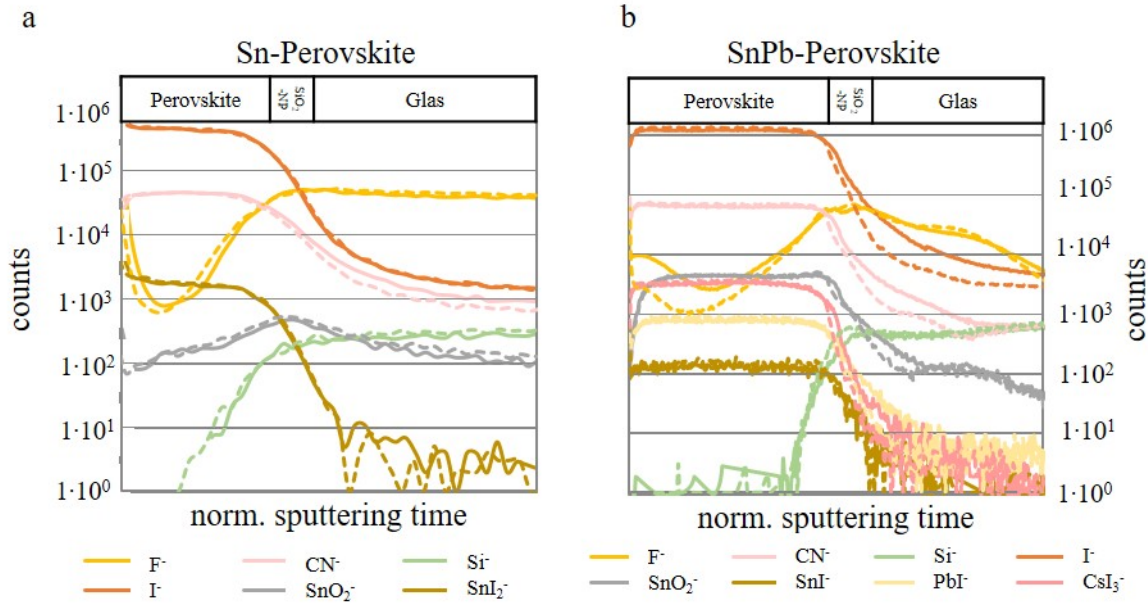 a
Sn-Perovskite
Perovskite
SiO₂
-NP
Glas
1·10⁶
1·10⁵
1·10⁴
1·10³
1·10²
1·10¹
1·10⁰
counts
norm. sputtering time
F⁻ CN⁻ Si⁻
I⁻ SnO₂⁻ SnI₂⁻
b
SnPb-Perovskite
Perovskite
SiO₂
-NP
Glas
1·10⁶
1·10⁵
1·10⁴
1·10³
1·10²
1·10¹
1·10⁰
counts
norm. sputtering time
F⁻ CN⁻ Si⁻ I⁻
SnO₂⁻ SnI⁻ PbI⁻ CsI₃⁻